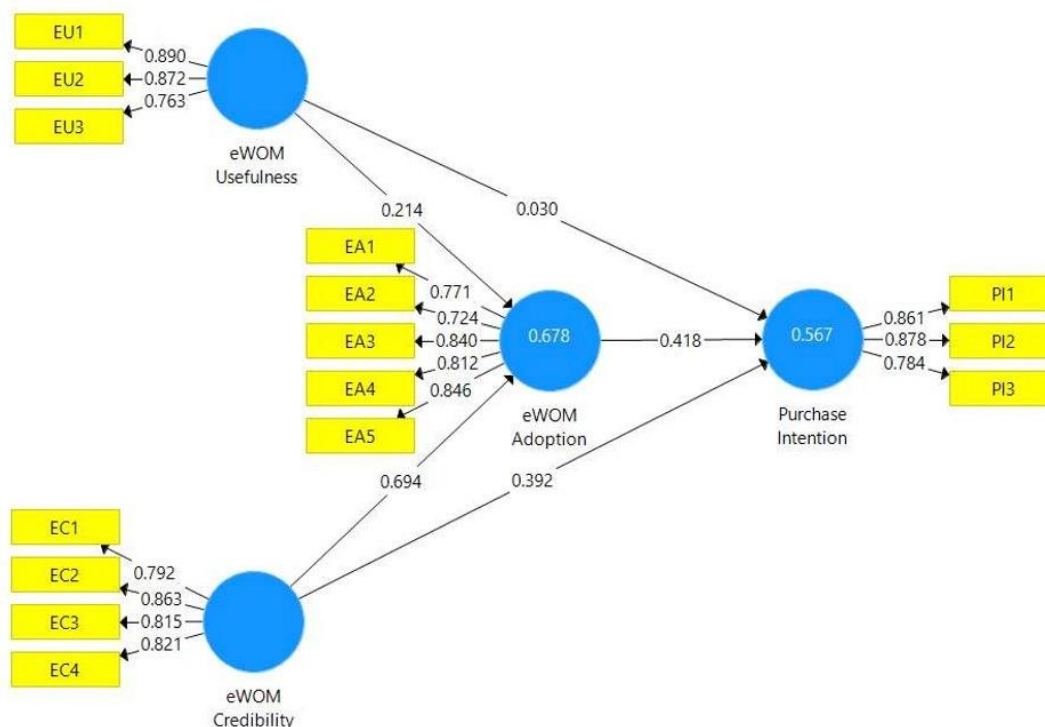 EU1
0.890
EU2
0.872
EU3
0.763
eWOM
Usefulness
0.214
0.030
EA1
0.771
EA2
0.724
EA3
0.840
EA4
0.812
EA5
0.846
0.678
eWOM
Adoption
0.418
0.567
Purchase
Intention
0.861
PI1
0.878
PI2
0.784
PI3
0.694
0.392
EC1
0.792
EC2
0.863
EC3
0.815
EC4
0.821
eWOM
Credibility